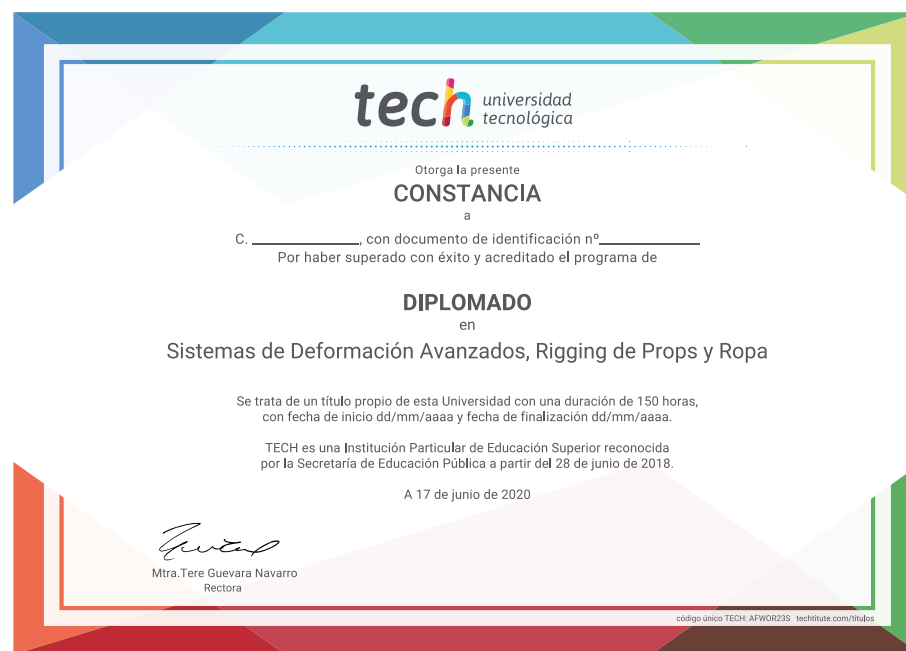 tech universidad
tecnológica
Otorga la presente
CONSTANCIA
a
C. ______________, con documento de identificación nº______________
Por haber superado con éxito y acreditado el programa de
DIPLOMADO
en
Sistemas de Deformación Avanzados, Rigging de Props y Ropa
Se trata de un título propio de esta Universidad con una duración de 150 horas,
con fecha de inicio dd/mm/aaaa y fecha de finalización dd/mm/aaaa.
TECH es una Institución Particular de Educación Superior reconocida
por la Secretaría de Educación Pública a partir del 28 de junio de 2018.
A 17 de junio de 2020
Mtra.Tere Guevara Navarro
Rectora
código único TECH: AFWOR23S techtitute.com/titulos